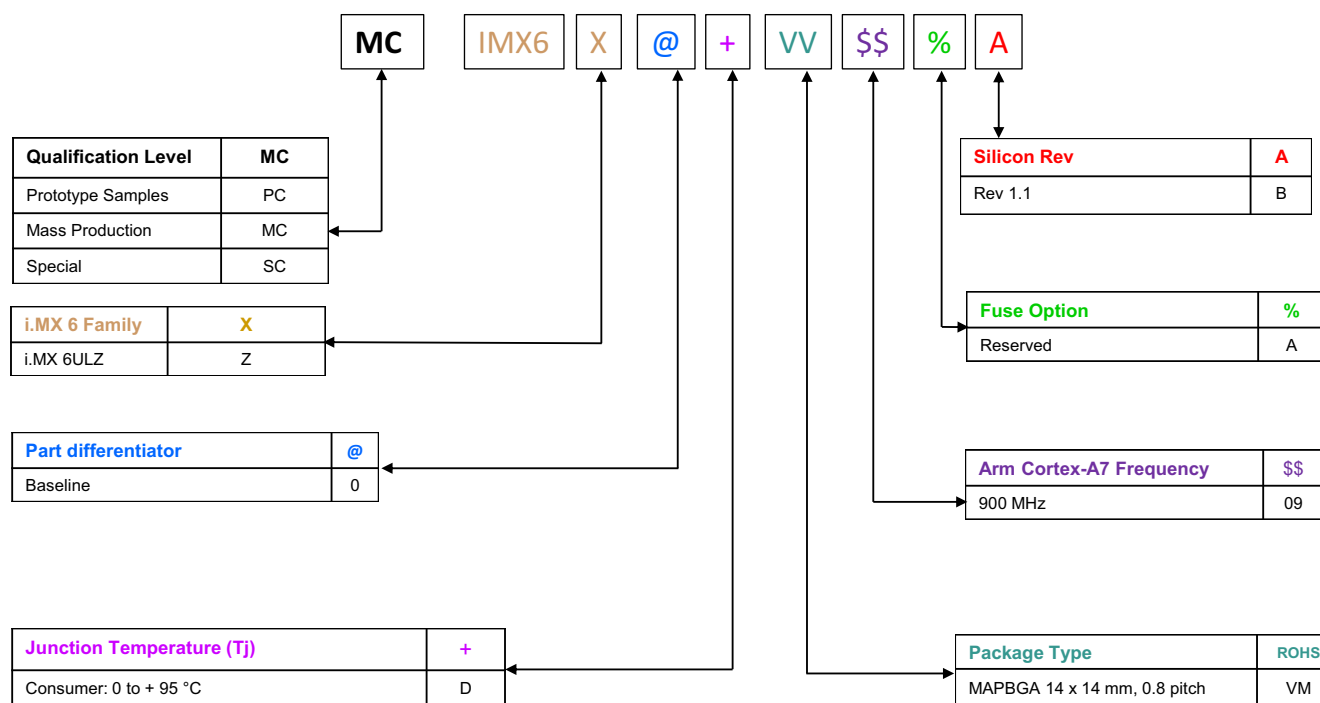 MC IMX6 X @ + VV $$ % A
Qualification Level MC
Prototype Samples PC
Mass Production MC
Special SC
Silicon Rev A
Rev 1.1 B
i.MX 6 Family X
i.MX 6ULZ Z
Fuse Option %
Reserved A
Part differentiator @
Baseline 0
Arm Cortex-A7 Frequency $$
900 MHz 09
Junction Temperature (Tj) +
Consumer: 0 to + 95 °C D
Package Type ROHS
MAPBGA 14 x 14 mm, 0.8 pitch VM